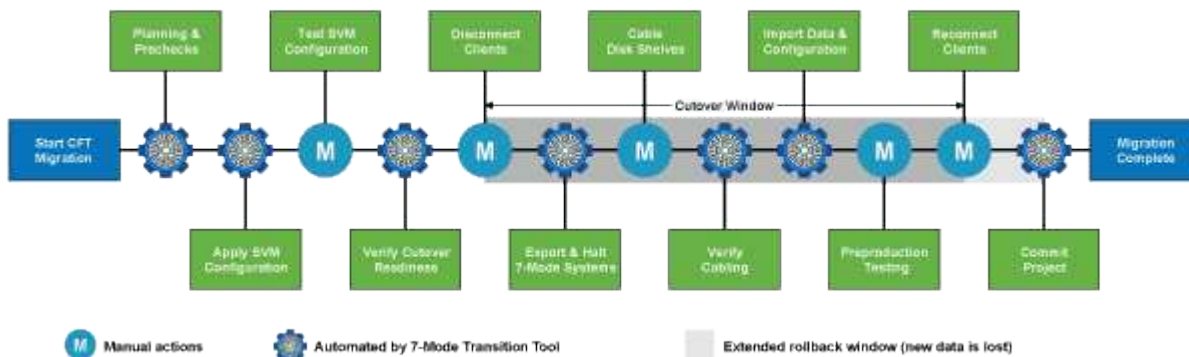 Planning &
Prechecks
Test SVM
Configuration
Disconnect
Clients
Cable
Disk Shelves
Import Data &
Configuration
Reconnect
Clients
Cutover Window
Start CFT
Migration
M
M
M
M
M
Migration
Complete
Apply SVM
Configuration
Verify Cutover
Readiness
Export & Halt
7-Mode Systems
Verify
Cabling
Preproduction
Testing
Commit
Project
M Manual actions
Automated by 7-Mode Transition Tool
Extended rollback window (new data is lost)